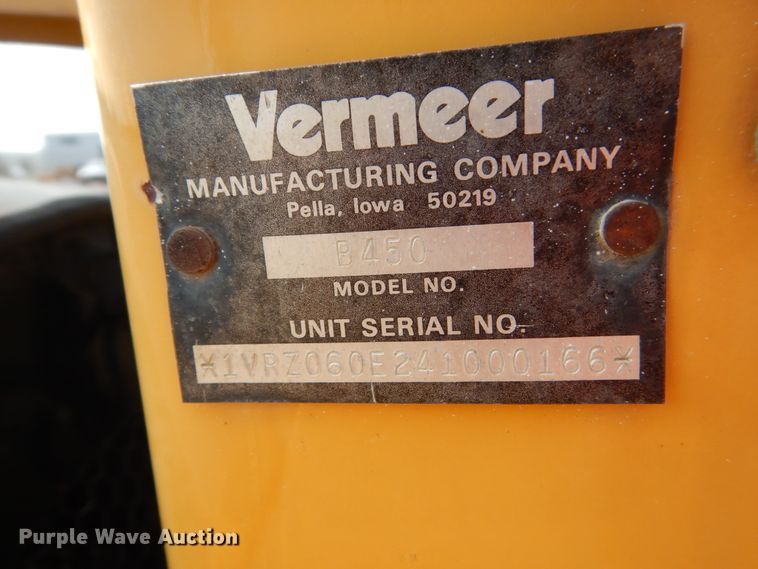 Vermeer
MANUFACTURING COMPANY
Pella, Iowa 50219
B450
MODEL NO.
UNIT SERIAL NO.
*1VRZ060E241000166*
Purple Wave Auction